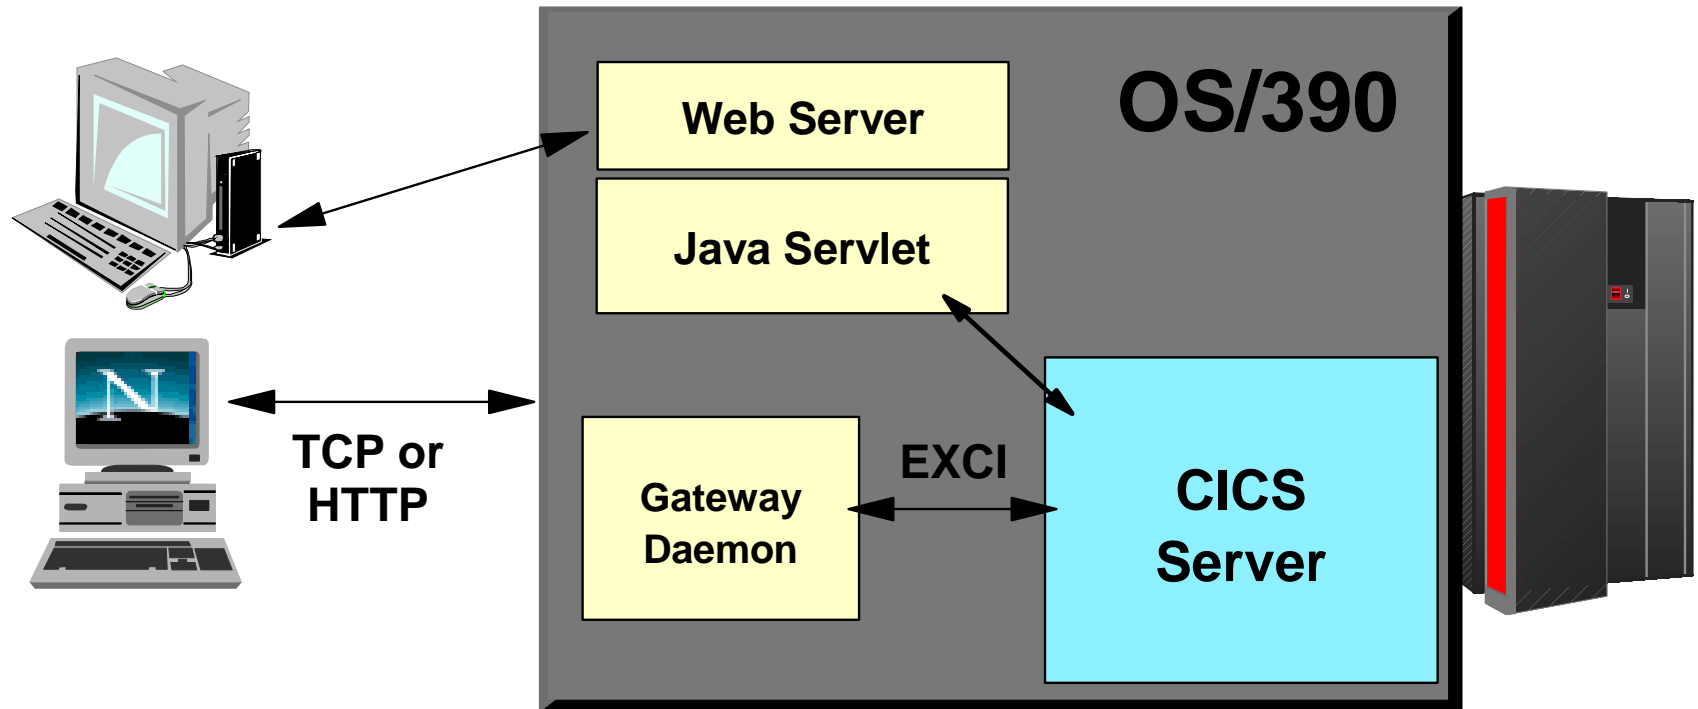 OS/390
Web Server
Java Servlet
N
TCP or
HTTP
EXCI
Gateway
Daemon
CICS
Server